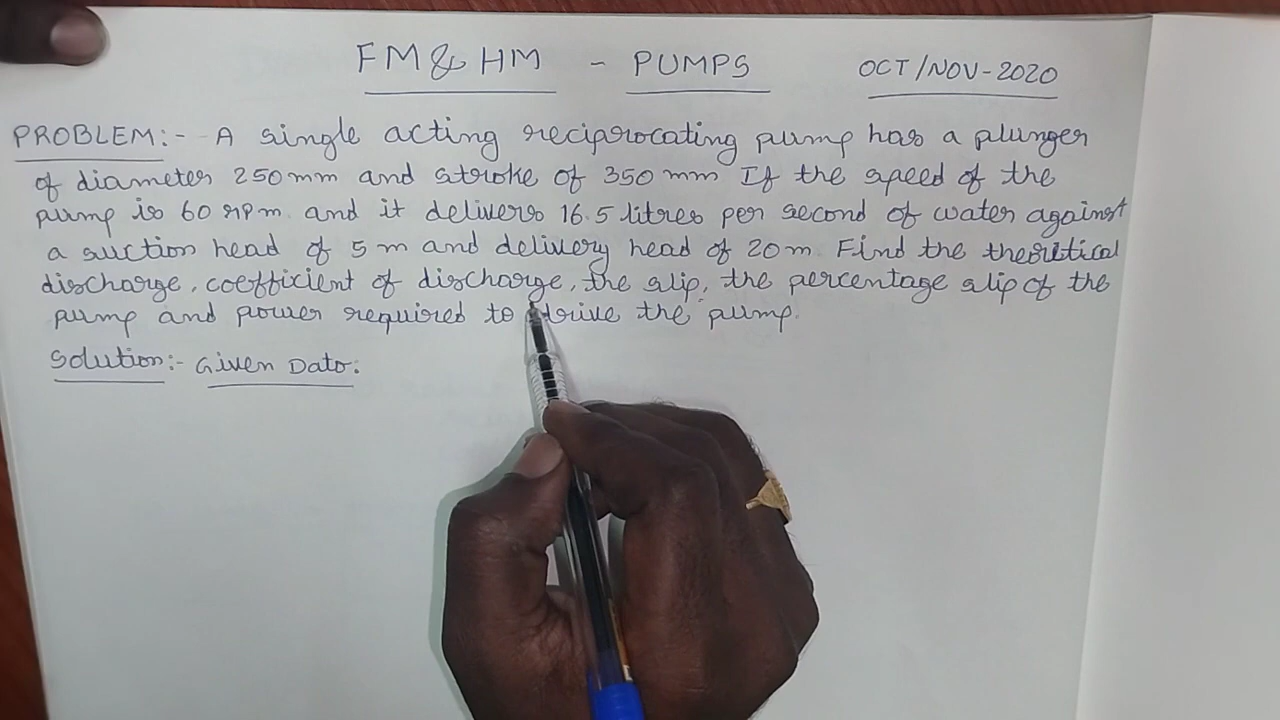 FM & HM - PUMPS OCT/NOV-2020
PROBLEM:- A single acting reciprocating pump has a plunger
of diameter 250mm and stroke of 350 mm If the speed of the
pump is 60 rpm and it delivers 16.5 litres per second of water against
a suction head of 5 m and delivery head of 20m. Find the theoritical
discharge, coefficient of discharge, the slip, the percentage slip of the
pump and power required to drive the pump.
Solution:- Given Data: